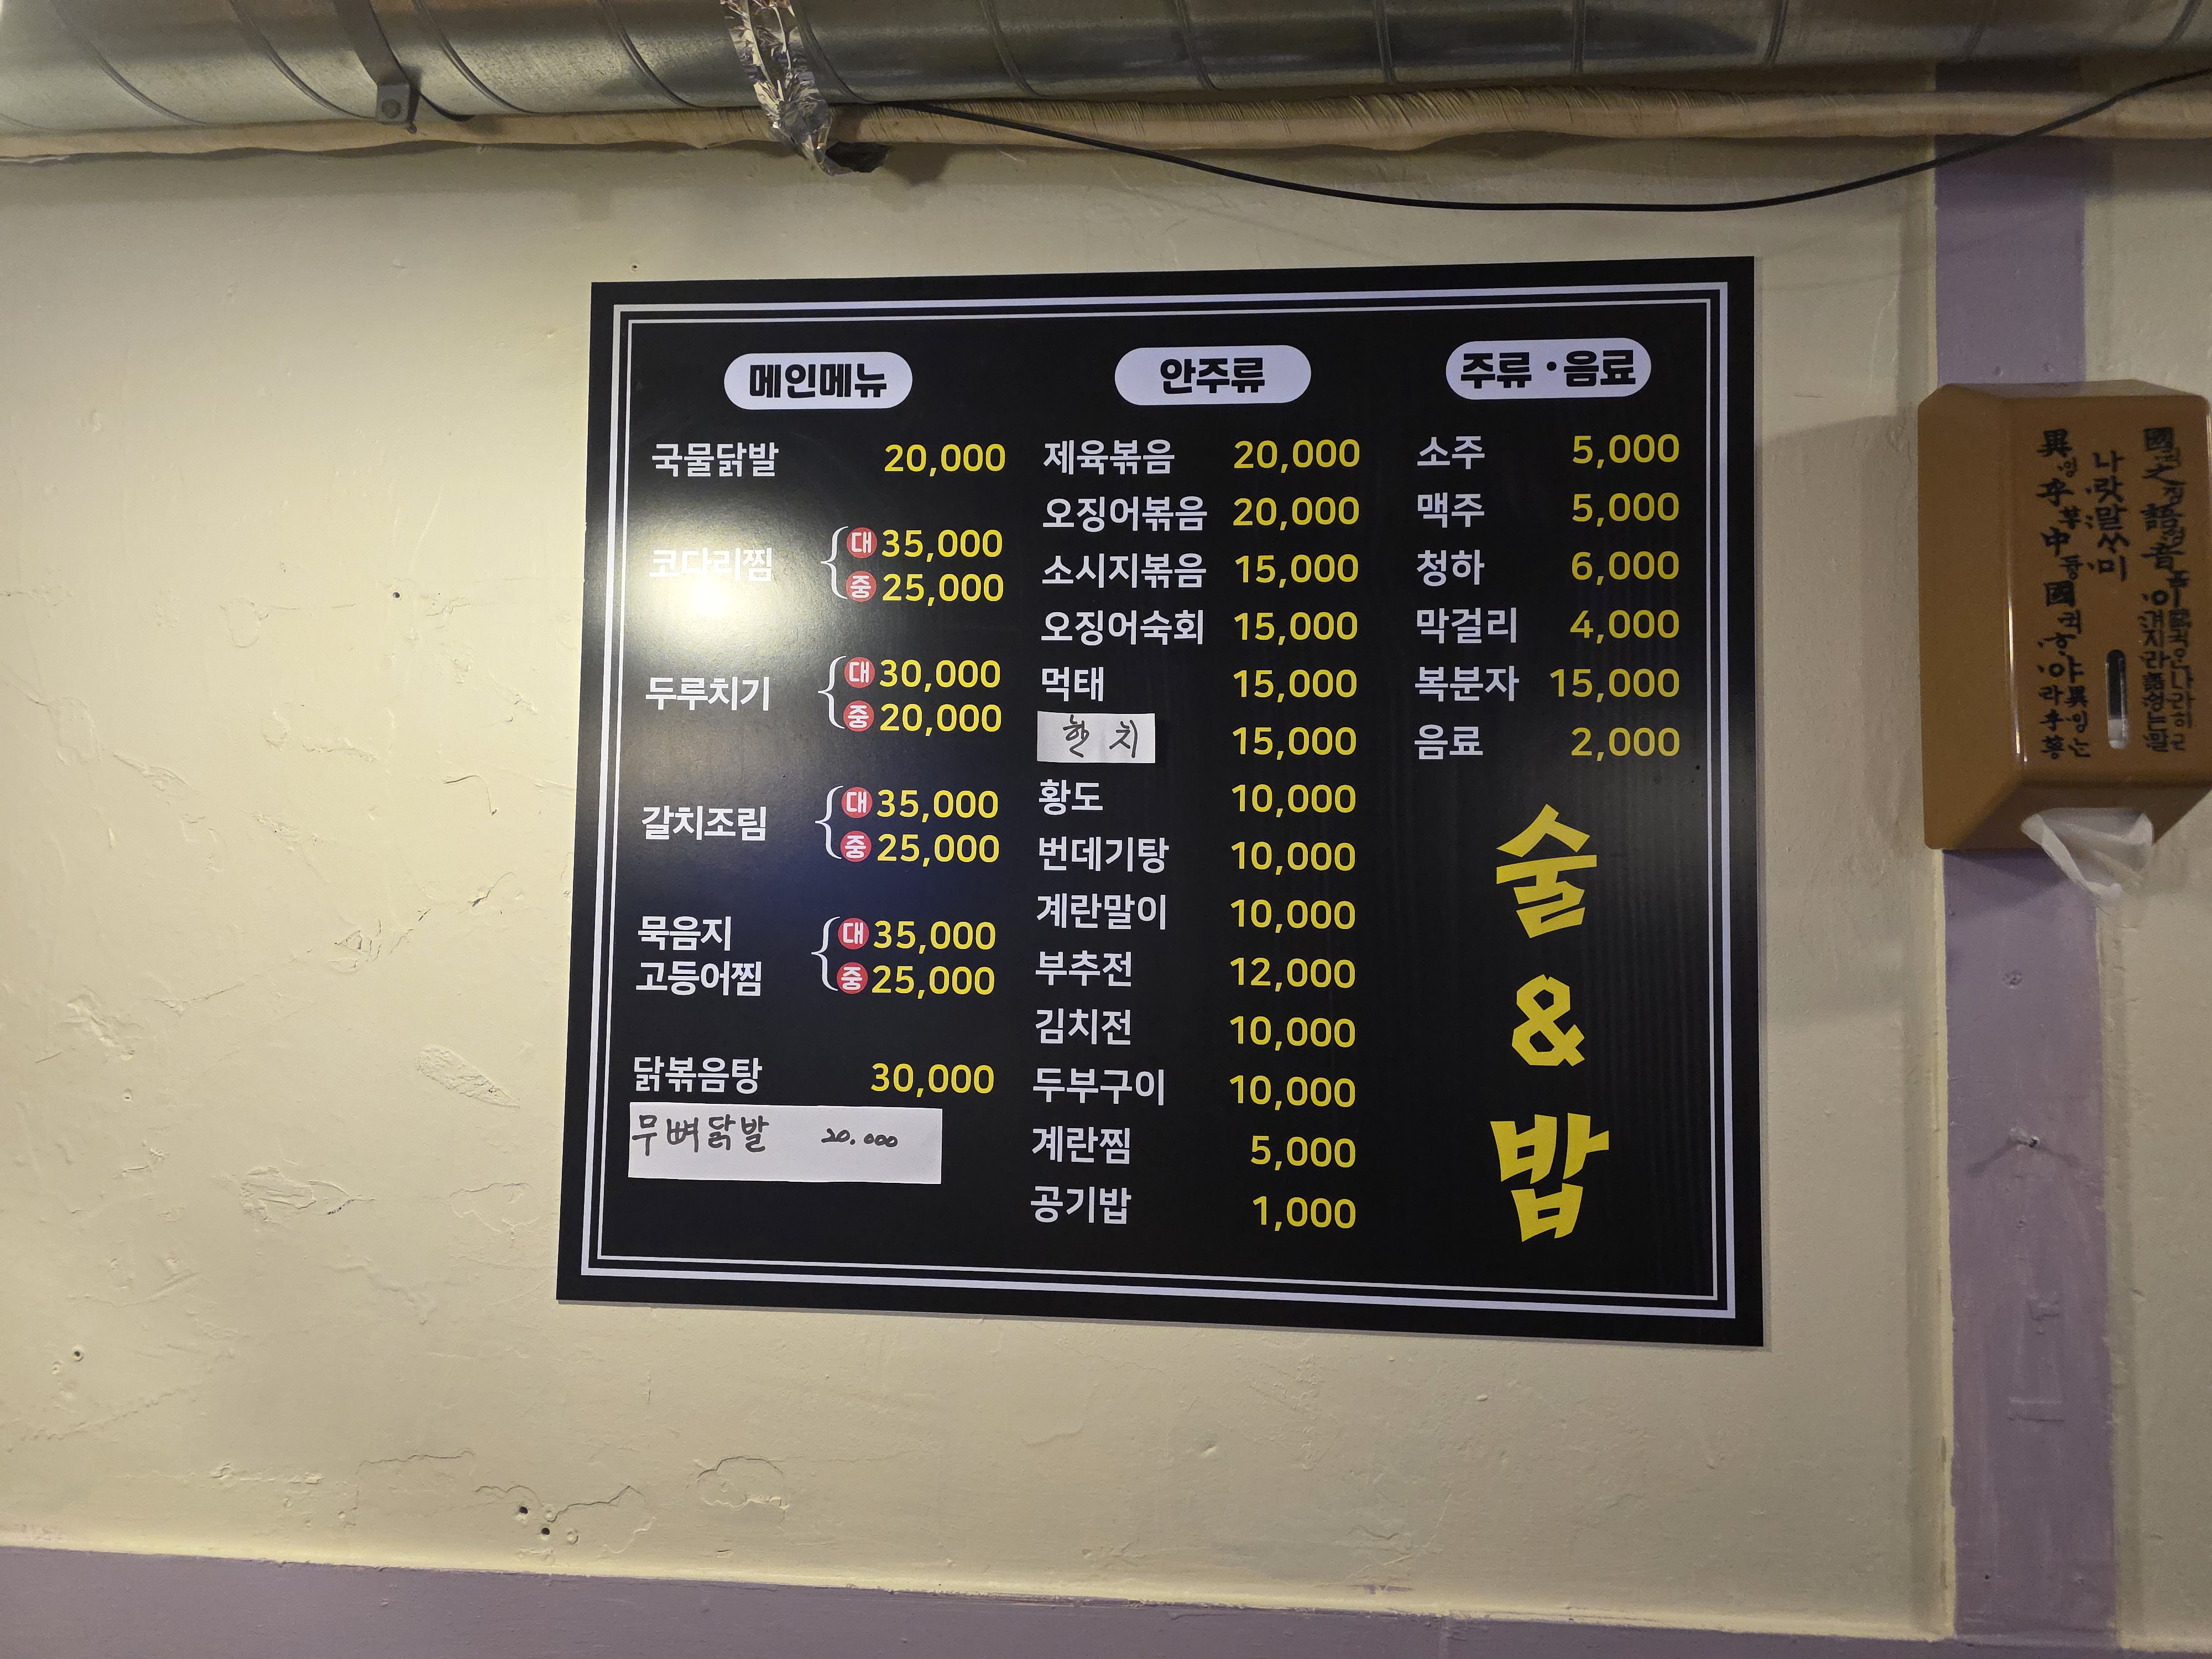 메인메뉴
국물닭발 20,000
코다리찜 대 35,000
중 25,000
두루치기 대 30,000
중 20,000
갈치조림 대 35,000
중 25,000
묵음지
고등어찜 대 35,000
중 25,000
닭볶음탕 30,000
무뼈닭발 20.000
안주류
제육볶음 20,000
오징어볶음 20,000
소시지볶음 15,000
오징어숙회 15,000
먹태 15,000
한치 15,000
황도 10,000
번데기탕 10,000
계란말이 10,000
부추전 12,000
김치전 10,000
두부구이 10,000
계란찜 5,000
공기밥 1,000
주류·음료
소주 5,000
맥주 5,000
청하 6,000
막걸리 4,000
복분자 15,000
음료 2,000
술
&
밥
나랏말ㅆ미